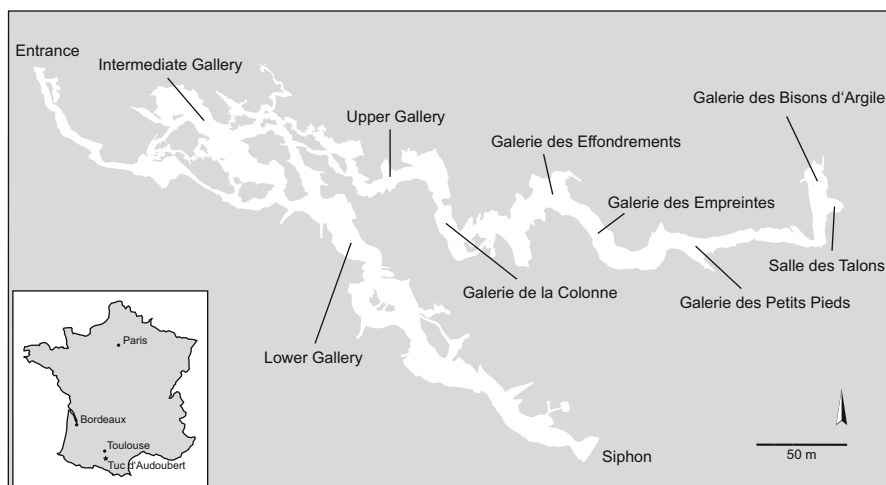 Entrance
Intermediate Gallery
Upper Gallery
Galerie des Bisons d'Argile
Galerie des Effondrements
Galerie des Empreintes
Salle des Talons
Galerie de la Colonne
Galerie des Petits Pieds
Lower Gallery
Siphon
50 m
Paris
Bordeaux
Toulouse
Tuc d'Audoubert